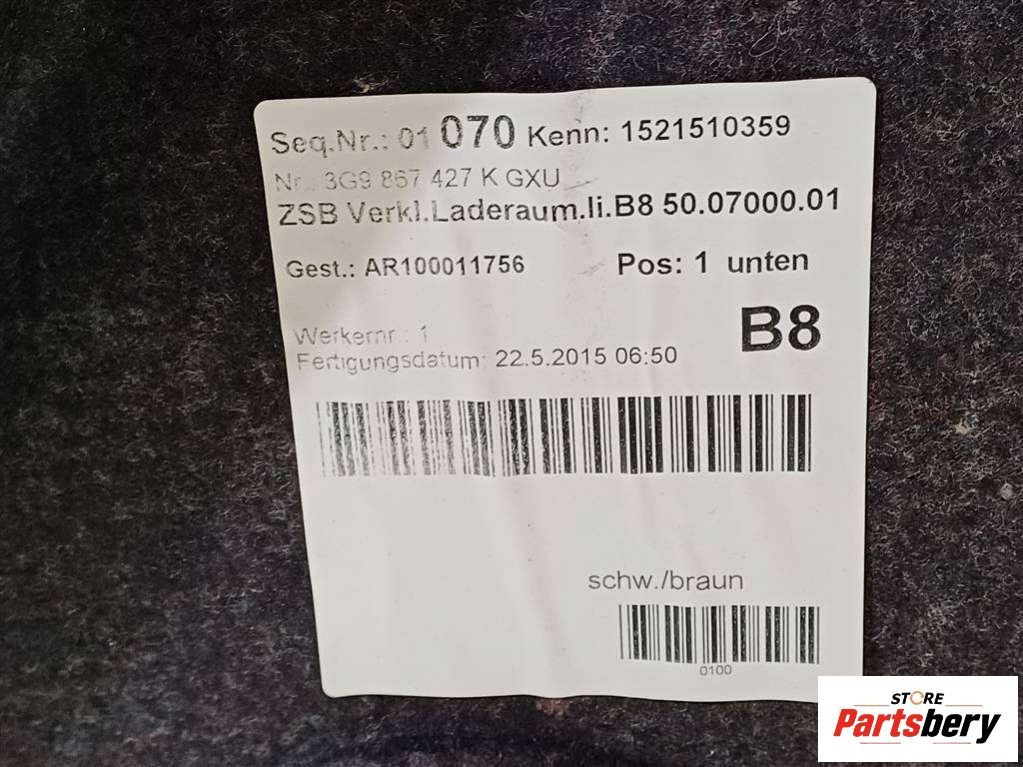 Seq.Nr.: 01 070 Kenn: 1521510359
Nr.: 3G9 867 427 K GXU
ZSB Verkl.Laderaum.li.B8 50.07000.01
Gest.: AR100011756 Pos: 1 unten
B8
Werkernr.: 1
Fertigungsdatum: 22.5.2015 06:50
schw./braun
0100
STORE
Partsbery